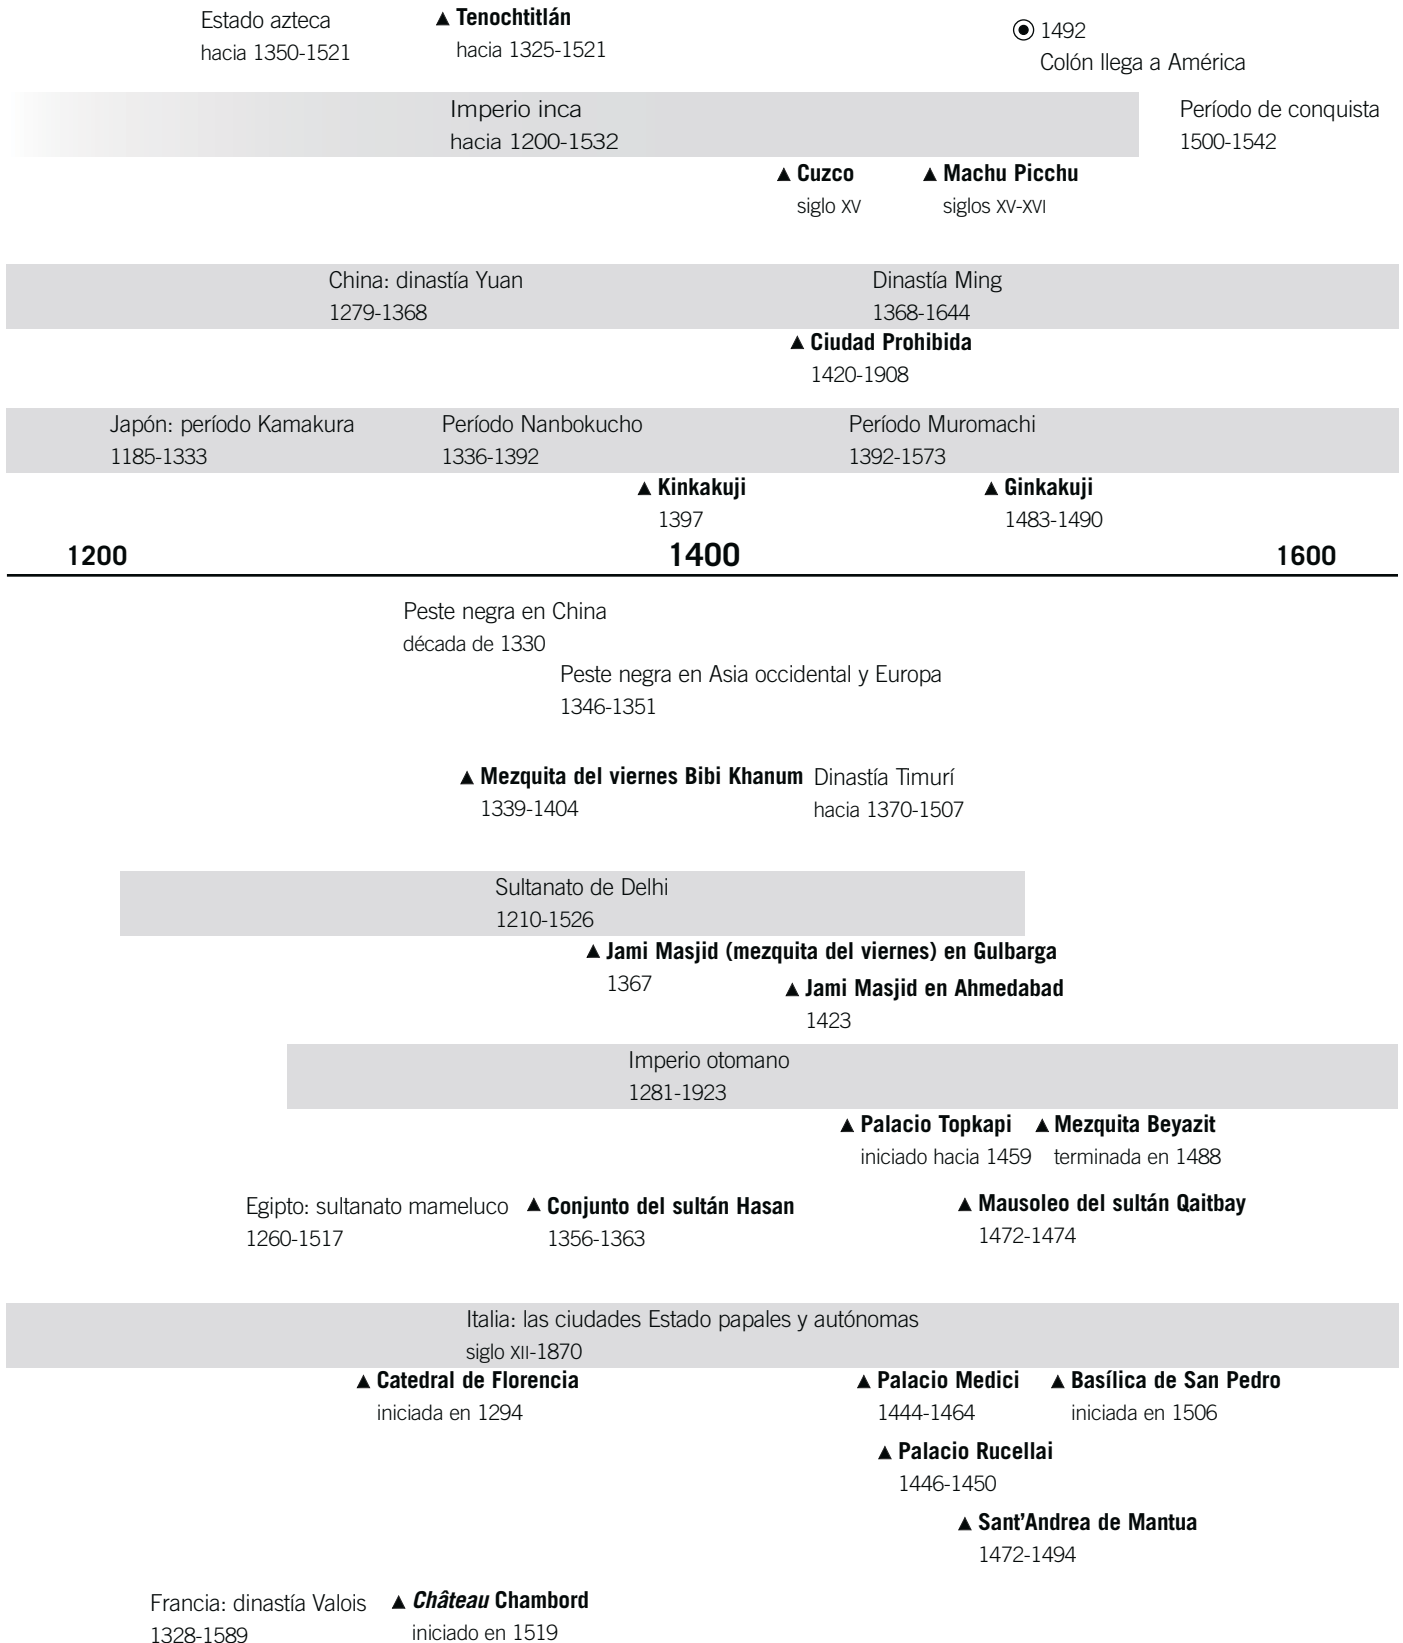 Estado azteca
hacia 1350-1521
▲ Tenochtitlán
hacia 1325-1521
1492
Colón llega a América
Imperio inca
hacia 1200-1532
Período de conquista
1500-1542
▲ Cuzco
siglo XV
▲ Machu Picchu
siglos XV-XVI
China: dinastía Yuan
1279-1368
Dinastía Ming
1368-1644
▲ Ciudad Prohibida
1420-1908
Japón: período Kamakura
1185-1333
Período Nanbokucho
1336-1392
Período Muromachi
1392-1573
▲ Kinkakuji
1397
▲ Ginkakuji
1483-1490
1200
1400
1600
Peste negra en China
década de 1330
Peste negra en Asia occidental y Europa
1346-1351
▲ Mezquita del viernes Bibi Khanum
1339-1404
Dinastía Timurí
hacia 1370-1507
Sultanato de Delhi
1210-1526
▲ Jami Masjid (mezquita del viernes) en Gulbarga
1367
▲ Jami Masjid en Ahmedabad
1423
Imperio otomano
1281-1923
▲ Palacio Topkapi
iniciado hacia 1459
▲ Mezquita Beyazit
terminada en 1488
Egipto: sultanato mameluco
1260-1517
▲ Conjunto del sultán Hasan
1356-1363
▲ Mausoleo del sultán Qaitbay
1472-1474
Italia: las ciudades Estado papales y autónomas
siglo XII-1870
▲ Catedral de Florencia
iniciada en 1294
▲ Palacio Medici
1444-1464
▲ Basílica de San Pedro
iniciada en 1506
▲ Palacio Rucellai
1446-1450
▲ Sant'Andrea de Mantua
1472-1494
Francia: dinastía Valois
1328-1589
▲ Château Chambord
iniciado en 1519